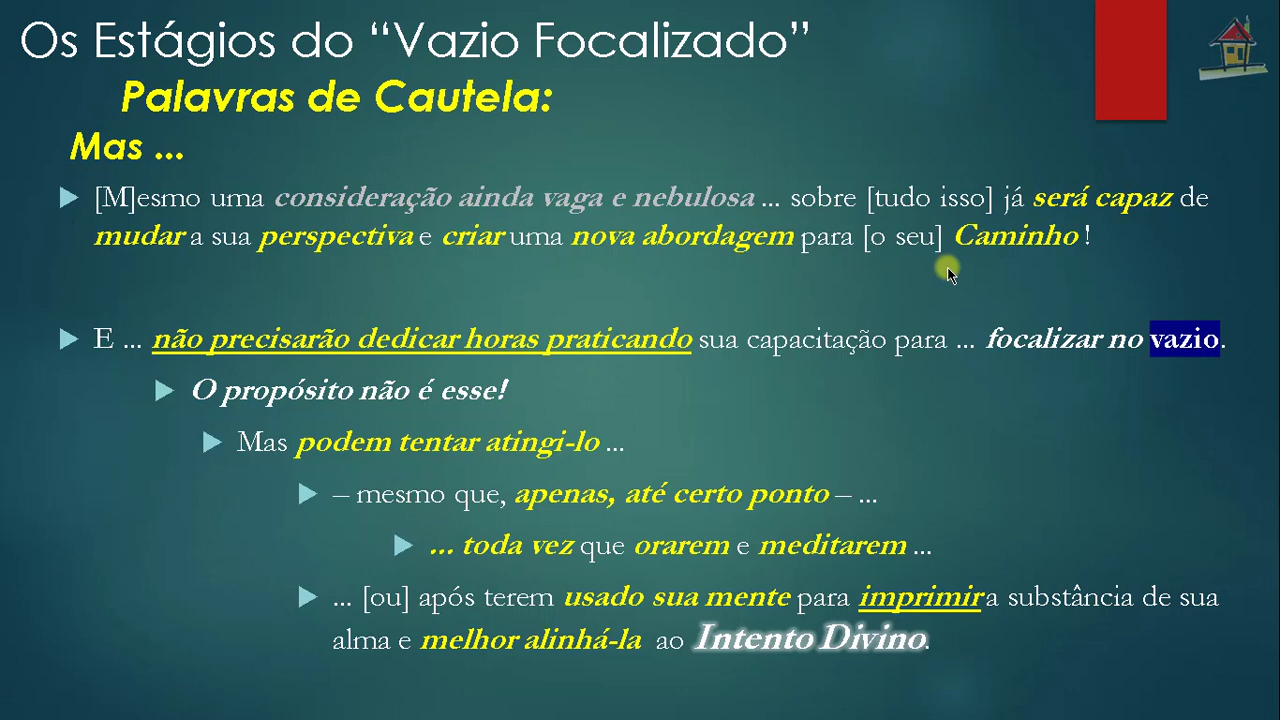 Os Estágios do “Vazio Focalizado”
Palavras de Cautela:
Mas ...
[M]esmo uma consideração ainda vaga e nebulosa ... sobre [tudo isso] já será capaz de
mudar a sua perspectiva e criar uma nova abordagem para [o seu] Caminho !
E ... não precisarão dedicar horas praticando sua capacitação para ... focalizar no vazio.
O propósito não é esse!
Mas podem tentar atingi-lo ...
– mesmo que, apenas, até certo ponto – ...
... toda vez que orarem e meditarem ...
... [ou] após terem usado sua mente para imprimir a substância de sua
alma e melhor alinhá-la ao Intento Divino.